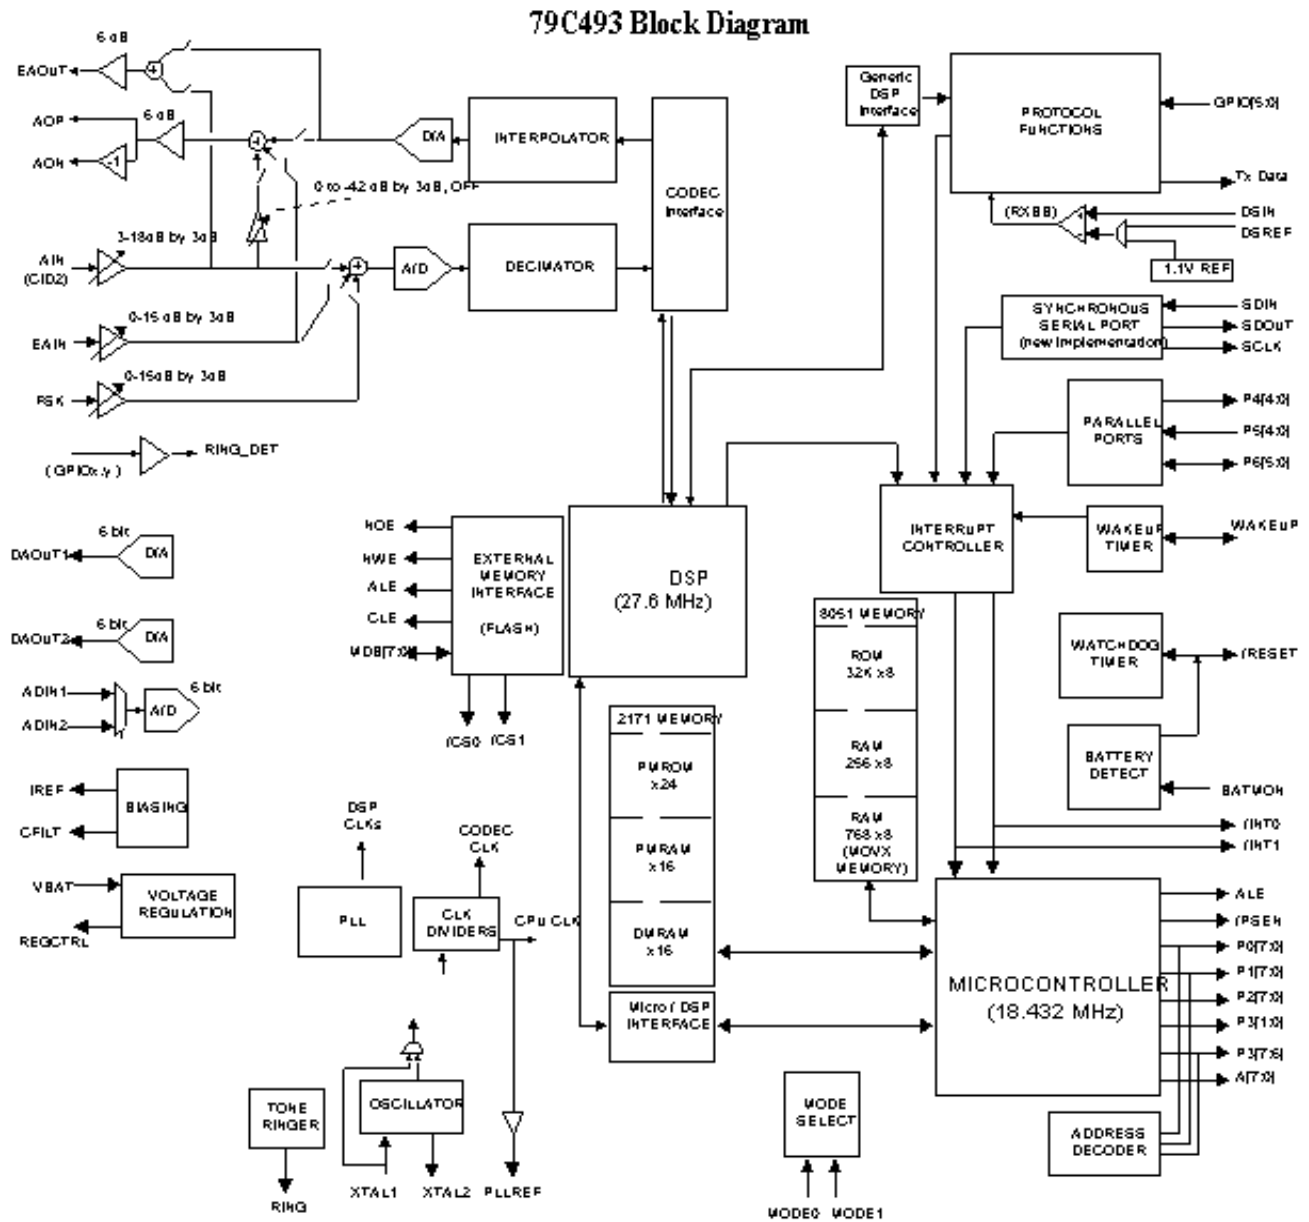 79C493 Block Diagram
6 dB
EAOUT
AOP
6 dB
AON
-1
D/A
INTERPOLATOR
CODEC
Interface
0 to -42 dB by 3dB, OFF
3-18dB by 3dB
AIN
(CID2)
A/D
DECIMATOR
0-15 dB by 3dB
EAIN
0-15dB by 3dB
FSK
(GPIOx.y)
RING_DET
Generic
DSP
Interface
PROTOCOL
FUNCTIONS
GPIO[5:0]
Tx Data
(RXBB)
DSIN
DSREF
1.1V REF
SYNCHRONOUS
SERIAL PORT
(new implementation)
SDIN
SDOUT
SCLK
PARALLEL
PORTS
P4[4:0]
P5[4:0]
P6[5:0]
INTERRUPT
CONTROLLER
WAKEUP
TIMER
WAKEUP
6 bit
DAOUT1
D/A
6 bit
DAOUT2
D/A
ADIN1
ADIN2
A/D
6 bit
NOE
NWE
ALE
CLE
MDB[7:0]
EXTERNAL
MEMORY
INTERFACE
(FLASH)
/CS0
/CS1
DSP
(27.6 MHz)
8051 MEMORY
ROM
32K x8
RAM
256 x8
RAM
768 x8
(MOVX
MEMORY)
WATCHDOG
TIMER
/RESET
BATTERY
DETECT
BATMON
/INT0
/INT1
2171 MEMORY
PMROM
x24
PMRAM
x16
DMRAM
x16
Micro / DSP
INTERFACE
IREF
CFILT
BIASING
VBAT
REGCTRL
VOLTAGE
REGULATION
DSP
CLKs
PLL
CODEC
CLK
CLK
DIVIDERS
CPU CLK
MICROCONTROLLER
(18.432 MHz)
ALE
/PSEN
P0[7:0]
P1[7:0]
P2[7:0]
P3[1:0]
P3[7:6]
A[7:0]
ADDRESS
DECODER
TONE
RINGER
RING
OSCILLATOR
XTAL1
XTAL2
PLLREF
MODE
SELECT
MODE0
MODE1